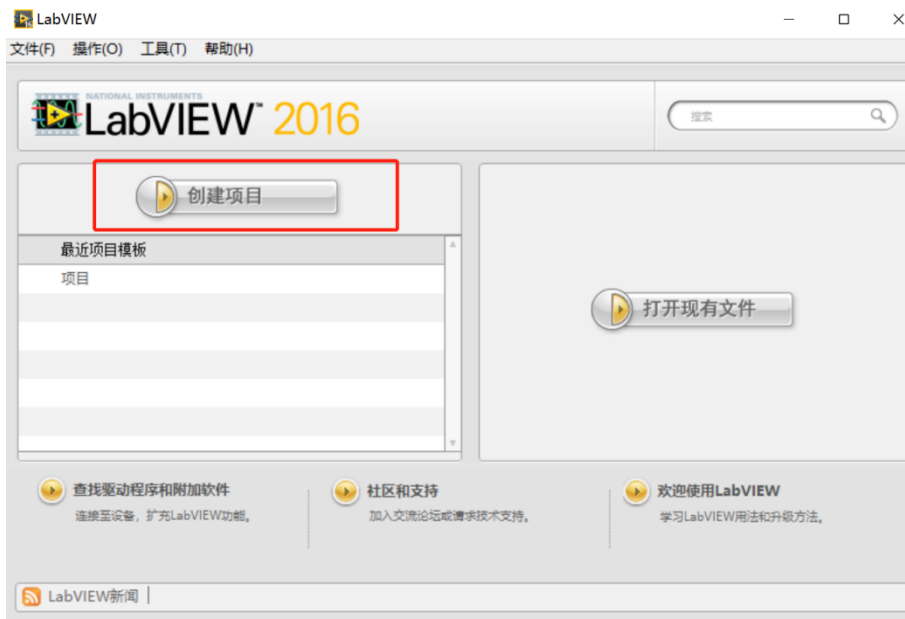 LabVIEW
文件(F) 操作(O) 工具(T) 帮助(H)
NATIONAL INSTRUMENTS
LabVIEW™ 2016
搜索
创建项目
最近项目模板
项目
打开现有文件
查找驱动程序和附加软件
连接至设备，扩充LabVIEW功能。
社区和支持
加入交流论坛或请求技术支持。
欢迎使用LabVIEW
学习LabVIEW用法和升级方法。
LabVIEW新闻